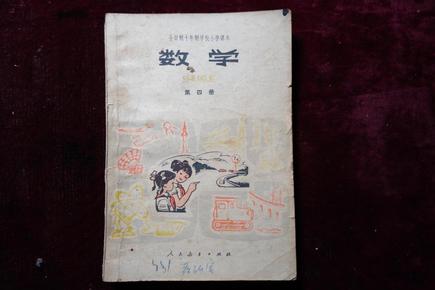 全日制十年制学校小学课本
数学
第四册
人民教育出版社